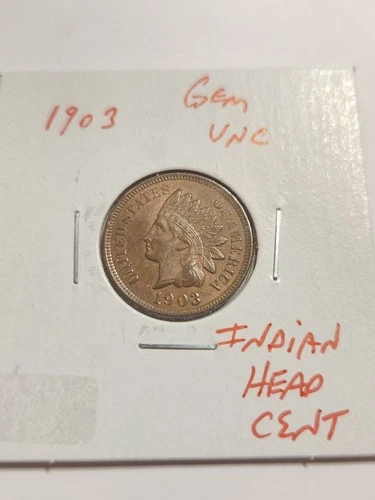 1903
Gem
UNC
UNITED STATES OF AMERICA
1903
INDIAN
HEAD
CENT